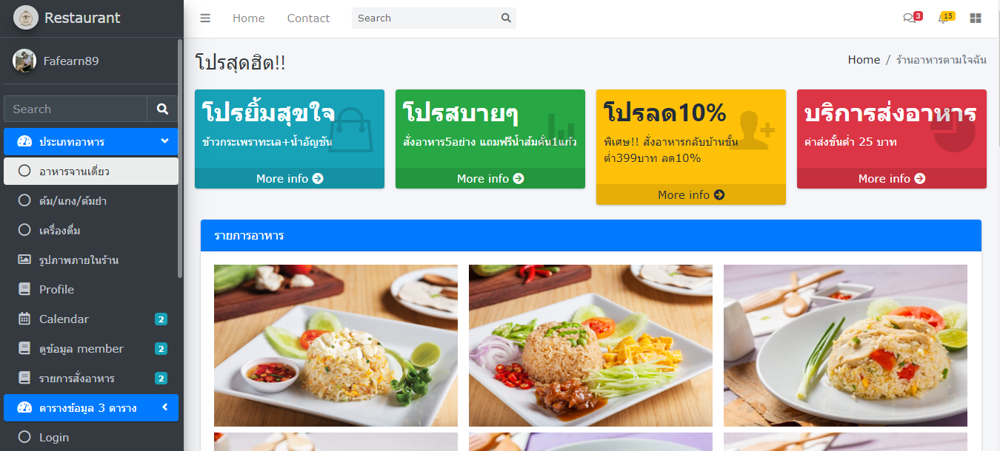 Restaurant
Fafearn89
Search
ประเภทอาหาร
อาหารจานเดี่ยว
ต้ม/แกง/ต้มยำ
เครื่องดื่ม
รูปภาพภายในร้าน
Profile
Calendar 2
ดูข้อมูล member 2
รายการสั่งอาหาร 2
ตารางข้อมูล 3 ตาราง
Login
Home Contact Search 3 15
โปรสุดฮิต!!
Home / ร้านอาหารตามใจฉัน
โปรยิ้มสุขใจ
ข้าวกระเพราทะเล+น้ำอัญชัน
More info
โปรสบายๆ
สั่งอาหาร5อย่าง แถมฟรีน้ำส้มคั่น1แก้ว
More info
โปรลด10%
พิเศษ!! สั่งอาหารกลับบ้านขั้น
ต่ำ399บาท ลด10%
More info
บริการส่งอาหาร
ค่าส่งขั้นต่ำ 25 บาท
More info
รายการอาหาร